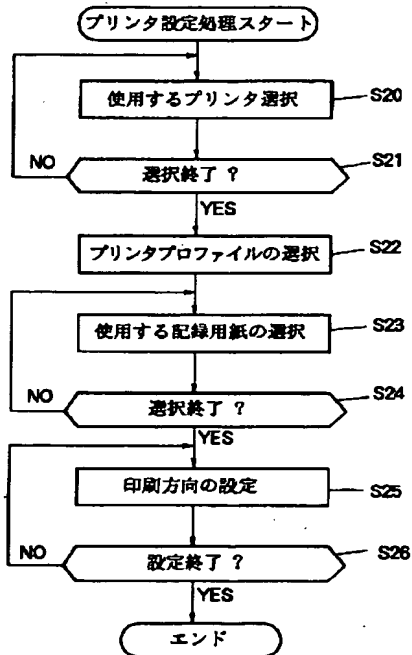 プリンタ設定処理スタート
使用するプリンタ選択
S20
選択終了 ?
S21
NO
YES
プリンタプロファイルの選択
S22
使用する記録用紙の選択
S23
選択終了 ?
S24
NO
YES
印刷方向の設定
S25
設定終了 ?
S26
NO
YES
エンド